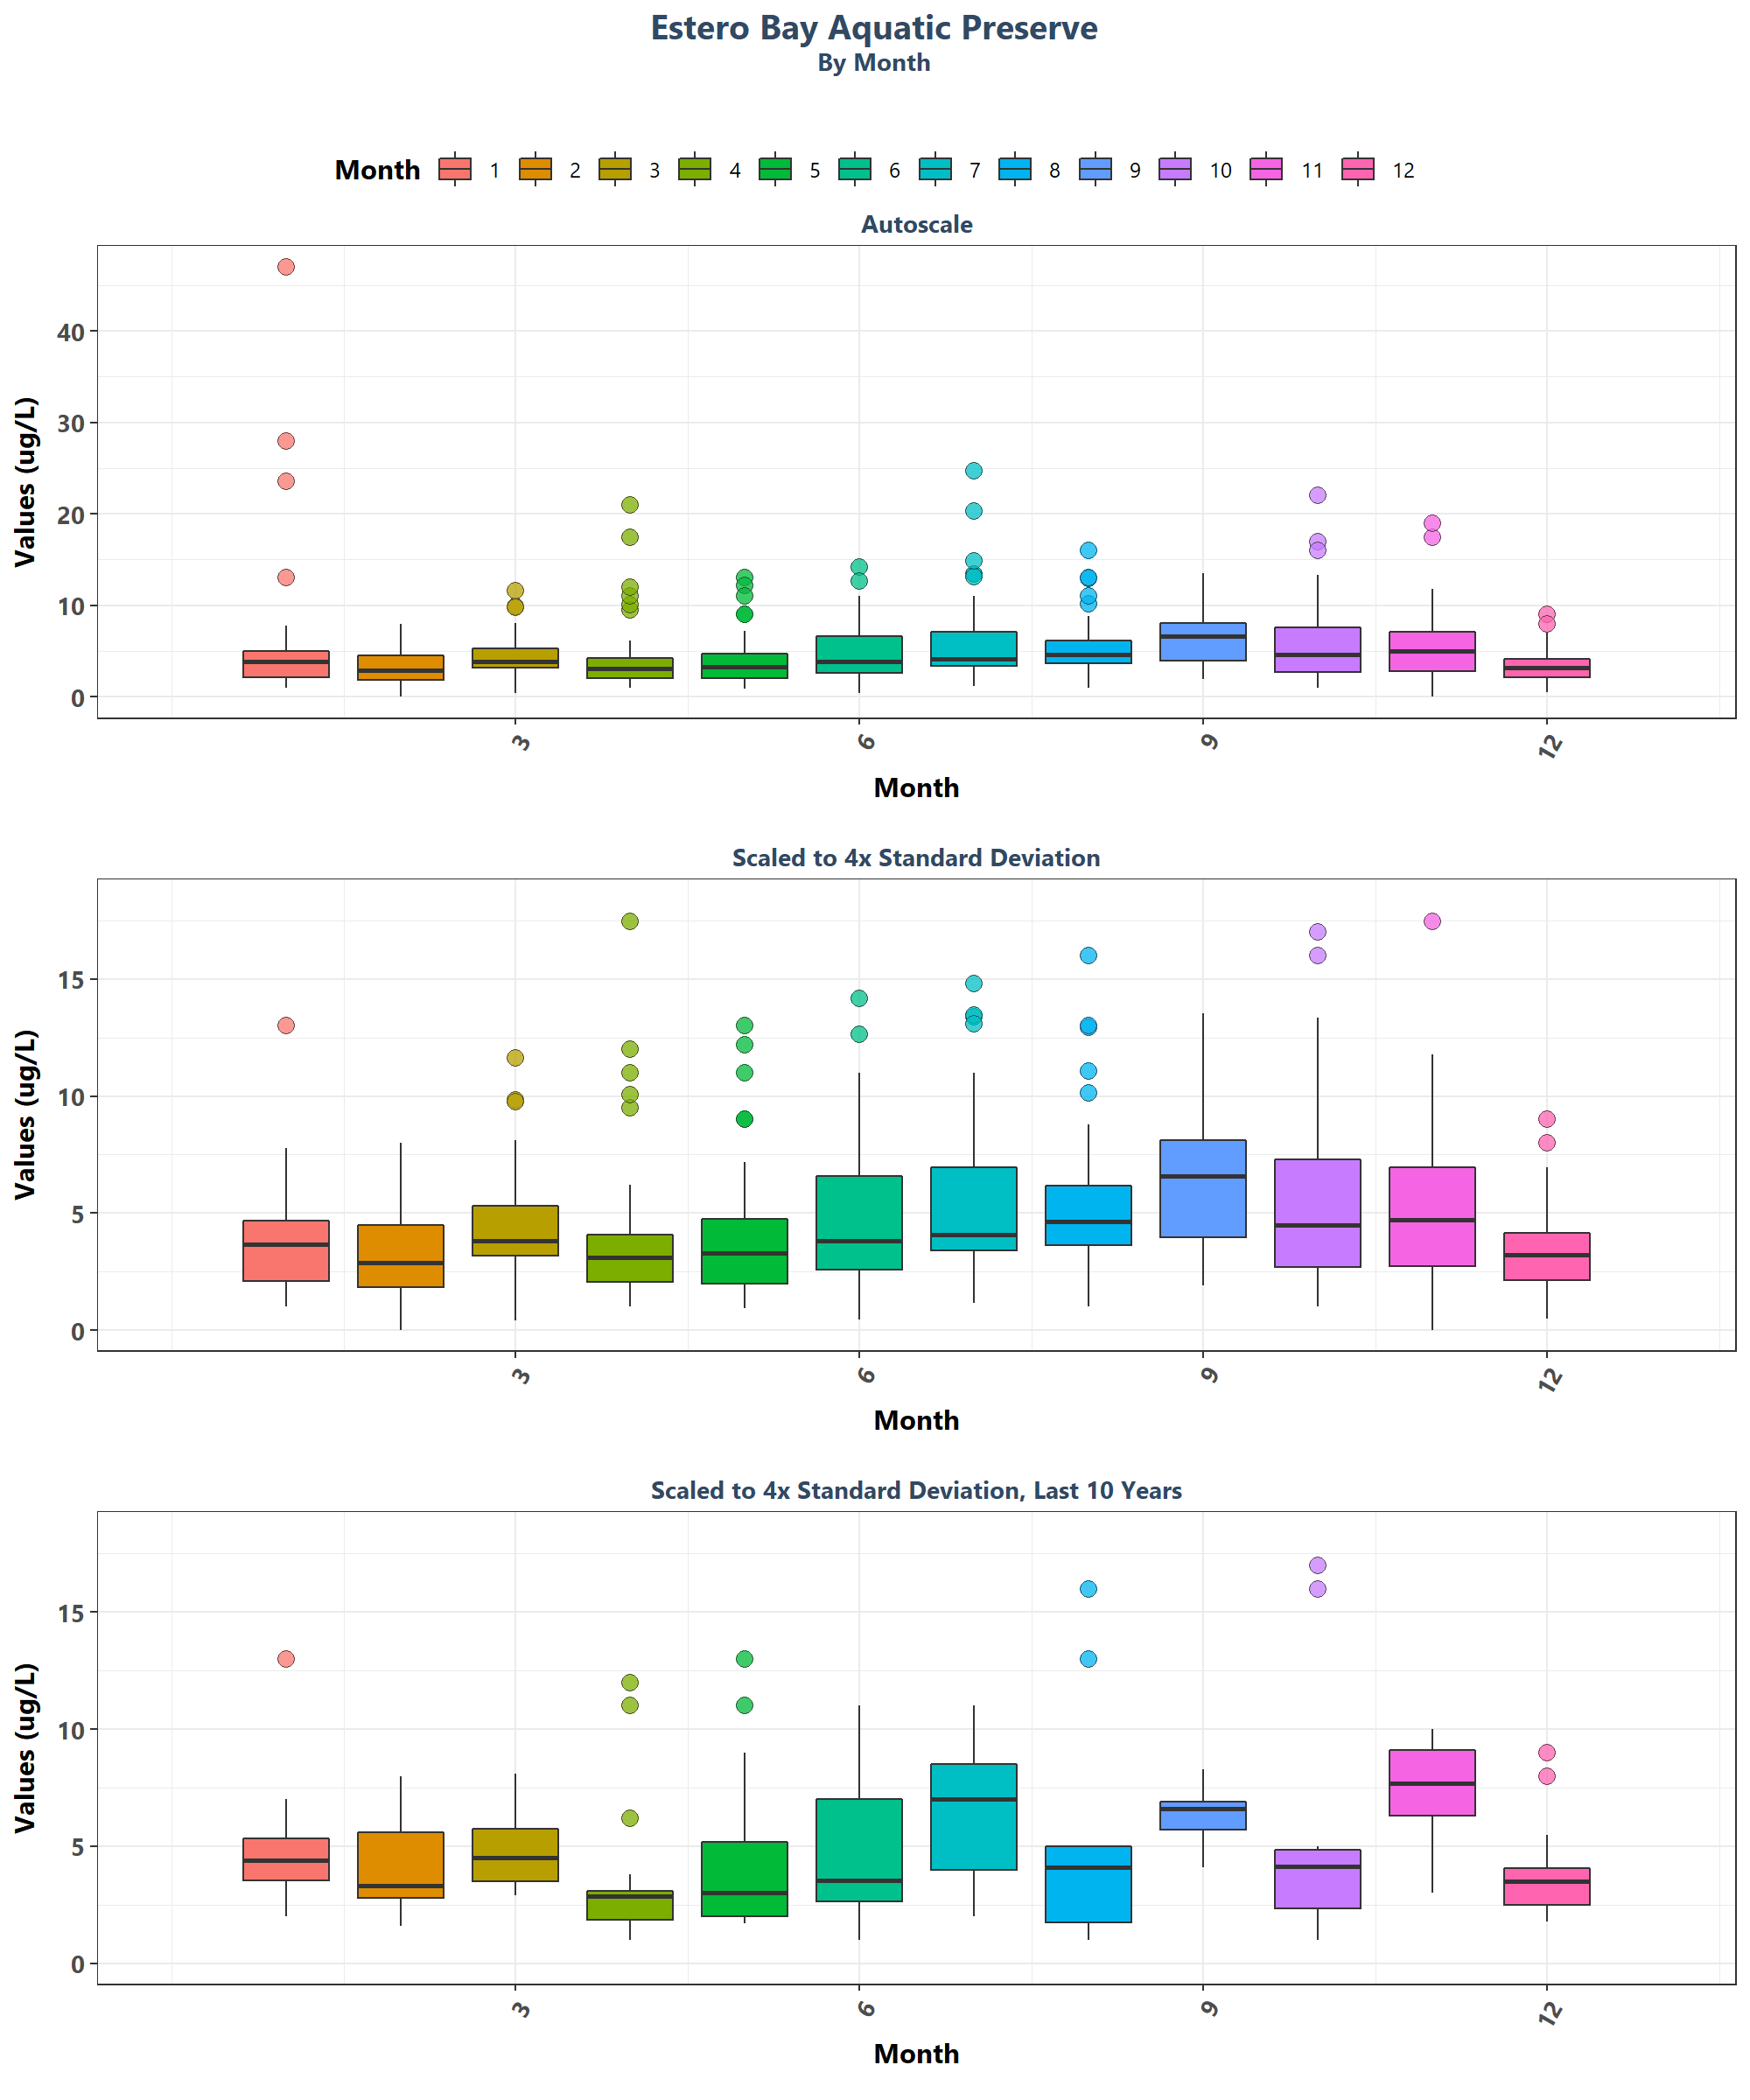 Estero Bay Aquatic Preserve
By Month
Month 1 2 3 4 5 6 7 8 9 10 11 12
Autoscale
Values (ug/L)
40
30
20
10
0
3 6 9 12
Month
Scaled to 4x Standard Deviation
Values (ug/L)
15
10
5
0
3 6 9 12
Month
Scaled to 4x Standard Deviation, Last 10 Years
Values (ug/L)
15
10
5
0
3 6 9 12
Month